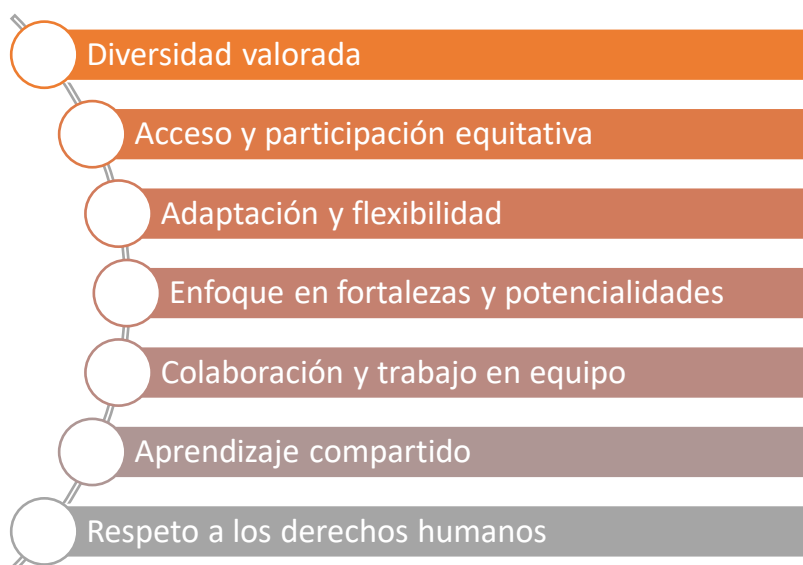 Diversidad valorada
Acceso y participación equitativa
Adaptación y flexibilidad
Enfoque en fortalezas y potencialidades
Colaboración y trabajo en equipo
Aprendizaje compartido
Respeto a los derechos humanos